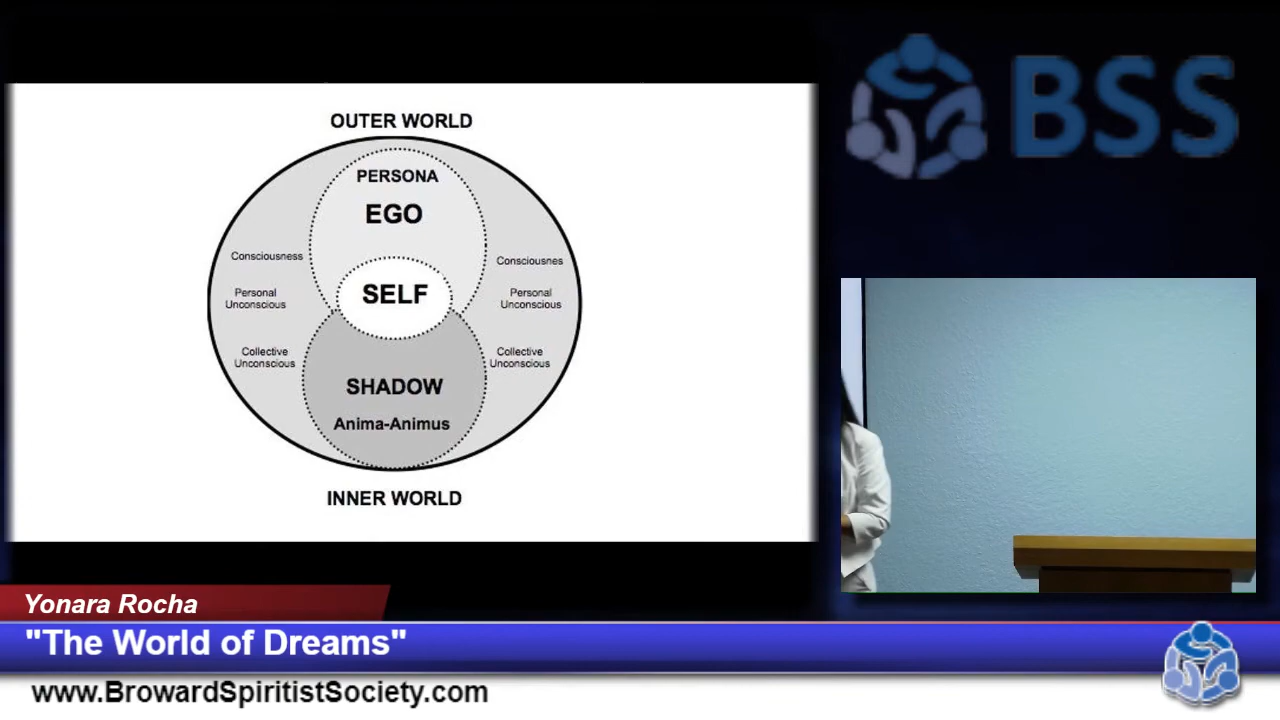 BSS
OUTER WORLD
PERSONA
EGO
Consciousness
Consciousnes
SELF
Personal
Unconscious
Personal
Unconscious
Collective
Unconscious
Collective
Unconscious
SHADOW
Anima-Animus
INNER WORLD
Yonara Rocha
"The World of Dreams"
www.BrowardSpiritistSociety.com